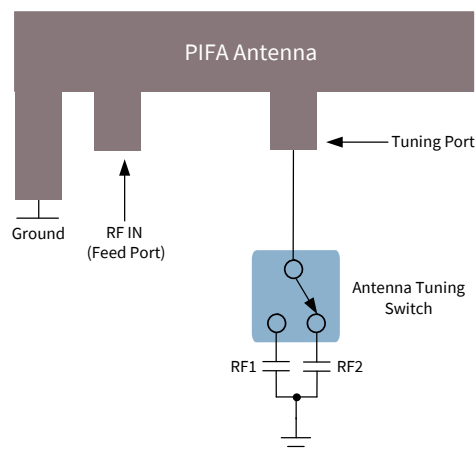 PIFA Antenna
Tuning Port
Ground
RF IN
(Feed Port)
Antenna Tuning
Switch
RF1
RF2